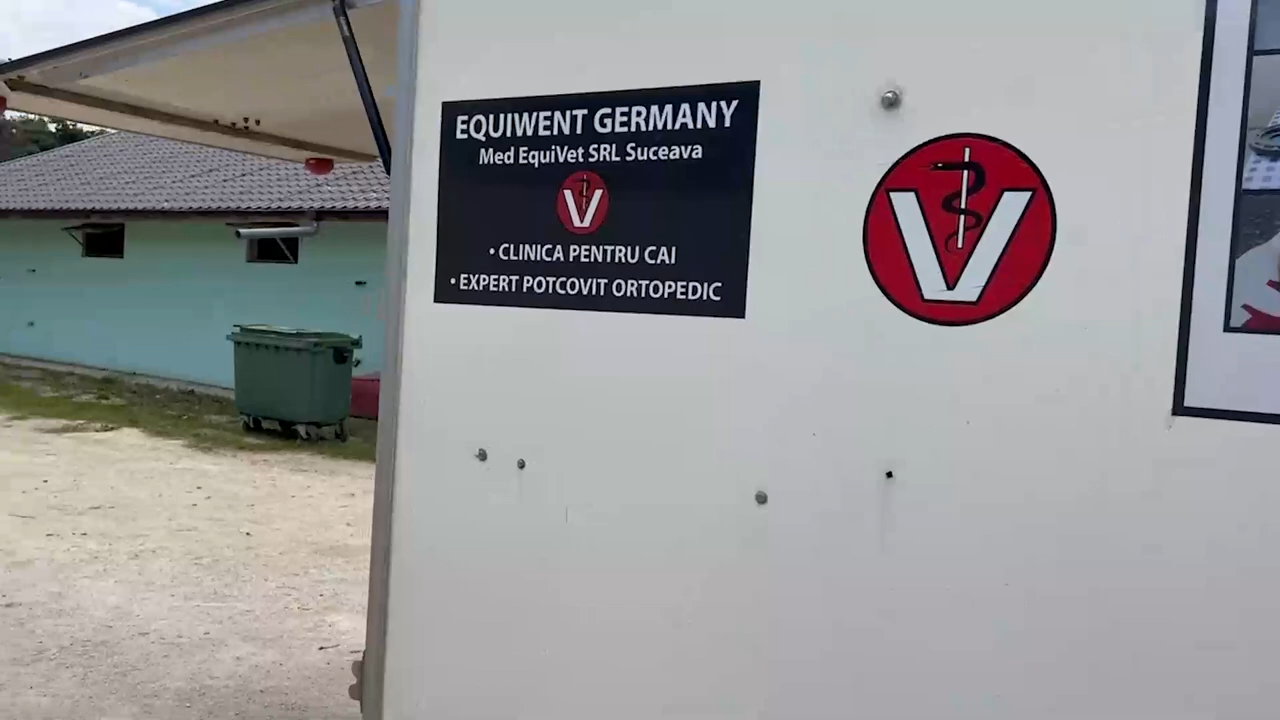 EQUIWENT GERMANY
Med EquiVet SRL Suceava
V
• CLINICA PENTRU CAI
• EXPERT POTCOVIT ORTOPEDIC
V